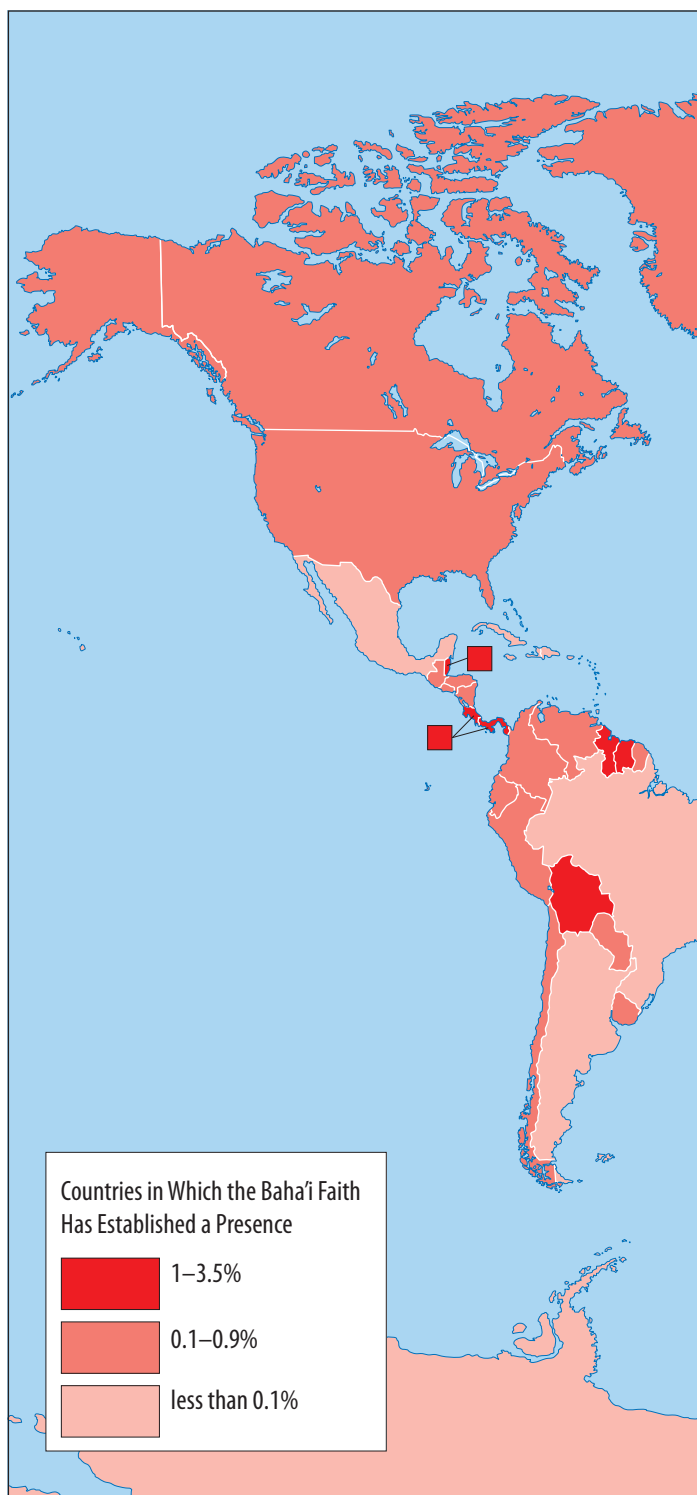 Countries in Which the Baha’i Faith
Has Established a Presence
1–3.5%
0.1–0.9%
less than 0.1%